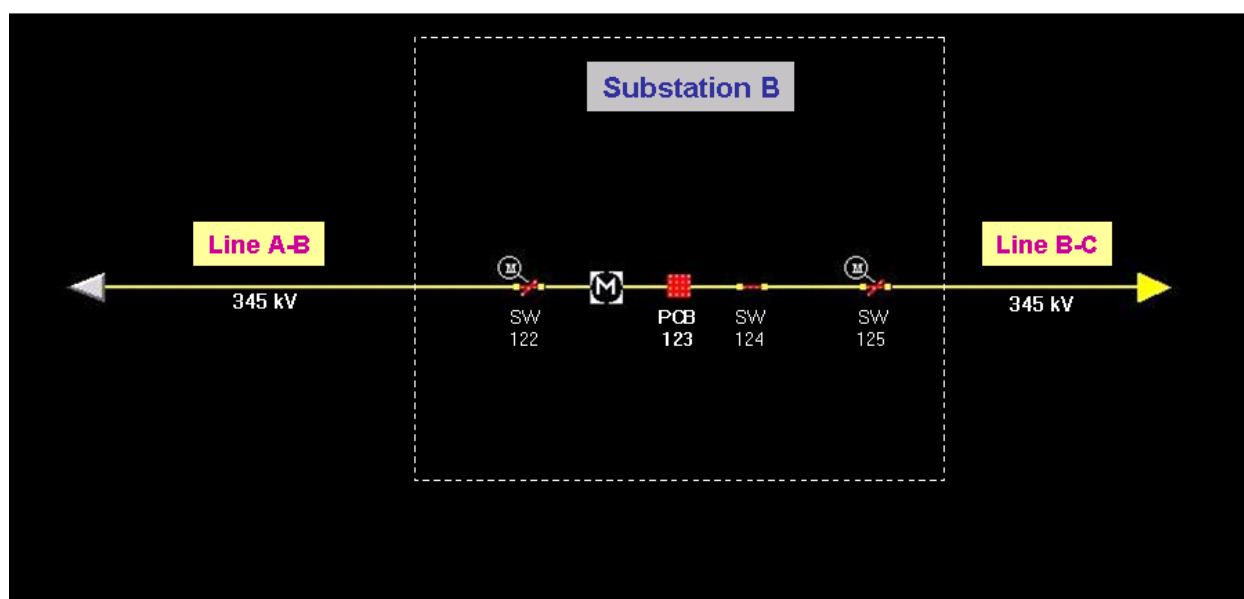 Substation B
Line A-B
Line B-C
345 kV
345 kV
M
M
M
SW
122
PCB
123
SW
124
SW
125